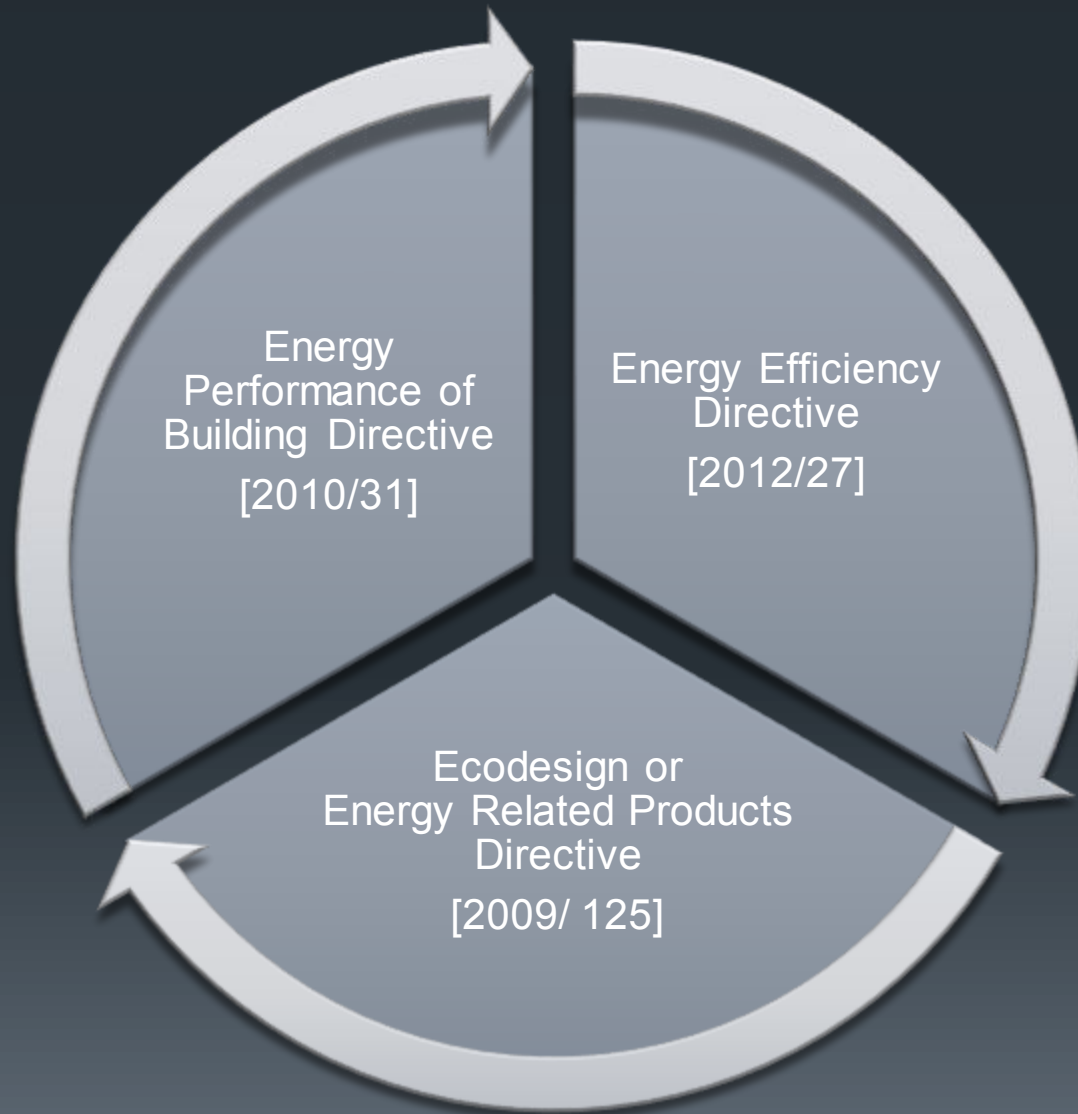 Energy
Performance of
Building Directive
[2010/31]
Energy Efficiency
Directive
[2012/27]
Ecodesign or
Energy Related Products
Directive
[2009/ 125]